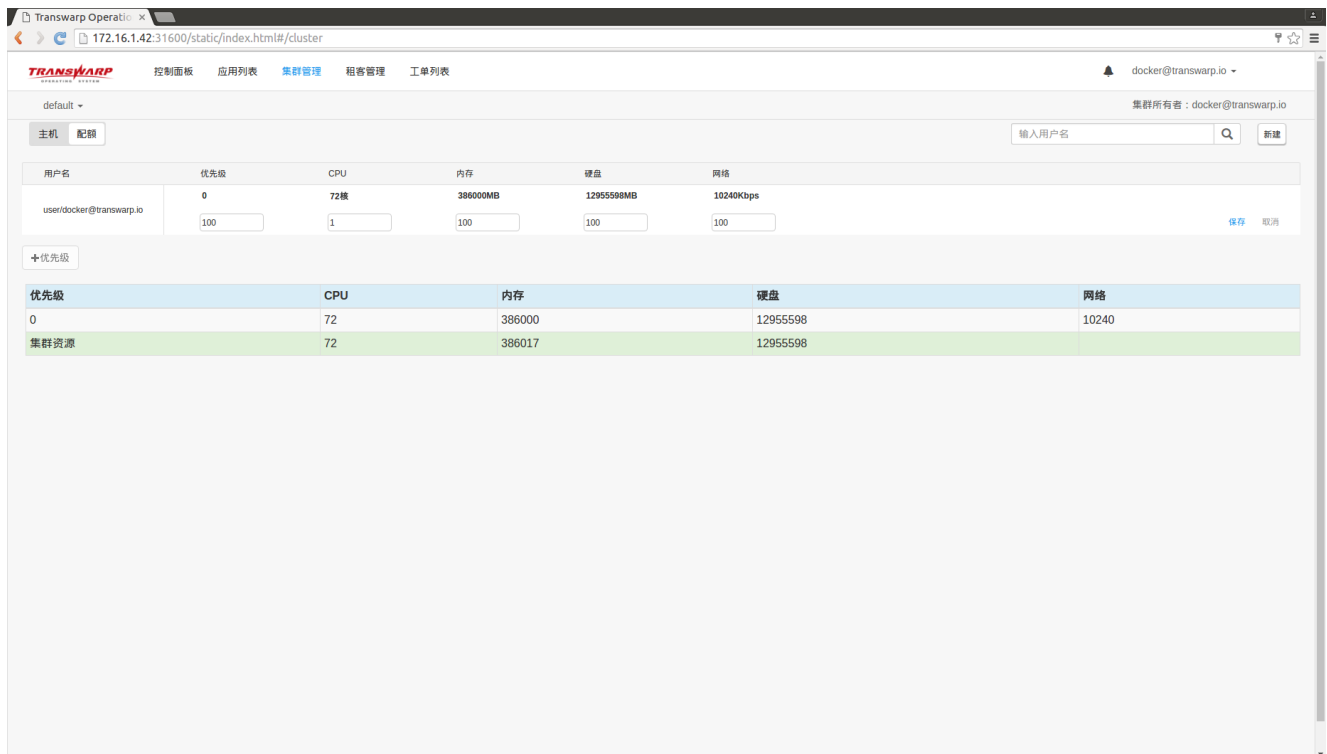 Transwarp Operatio ×
172.16.1.42:31600/static/index.html#/cluster
TRANSWARP 控制面板 应用列表 集群管理 租客管理 工单列表 docker@transwarp.io
OPERATING SYSTEM
default 集群所有者：docker@transwarp.io
主机 配额 输入用户名 新建
用户名 优先级 CPU 内存 硬盘 网络
0 72核 386000MB 12955598MB 10240Kbps
user/docker@transwarp.io
100 1 100 100 100 保存 取消
+优先级
优先级 CPU 内存 硬盘 网络
0 72 386000 12955598 10240
集群资源 72 386017 12955598